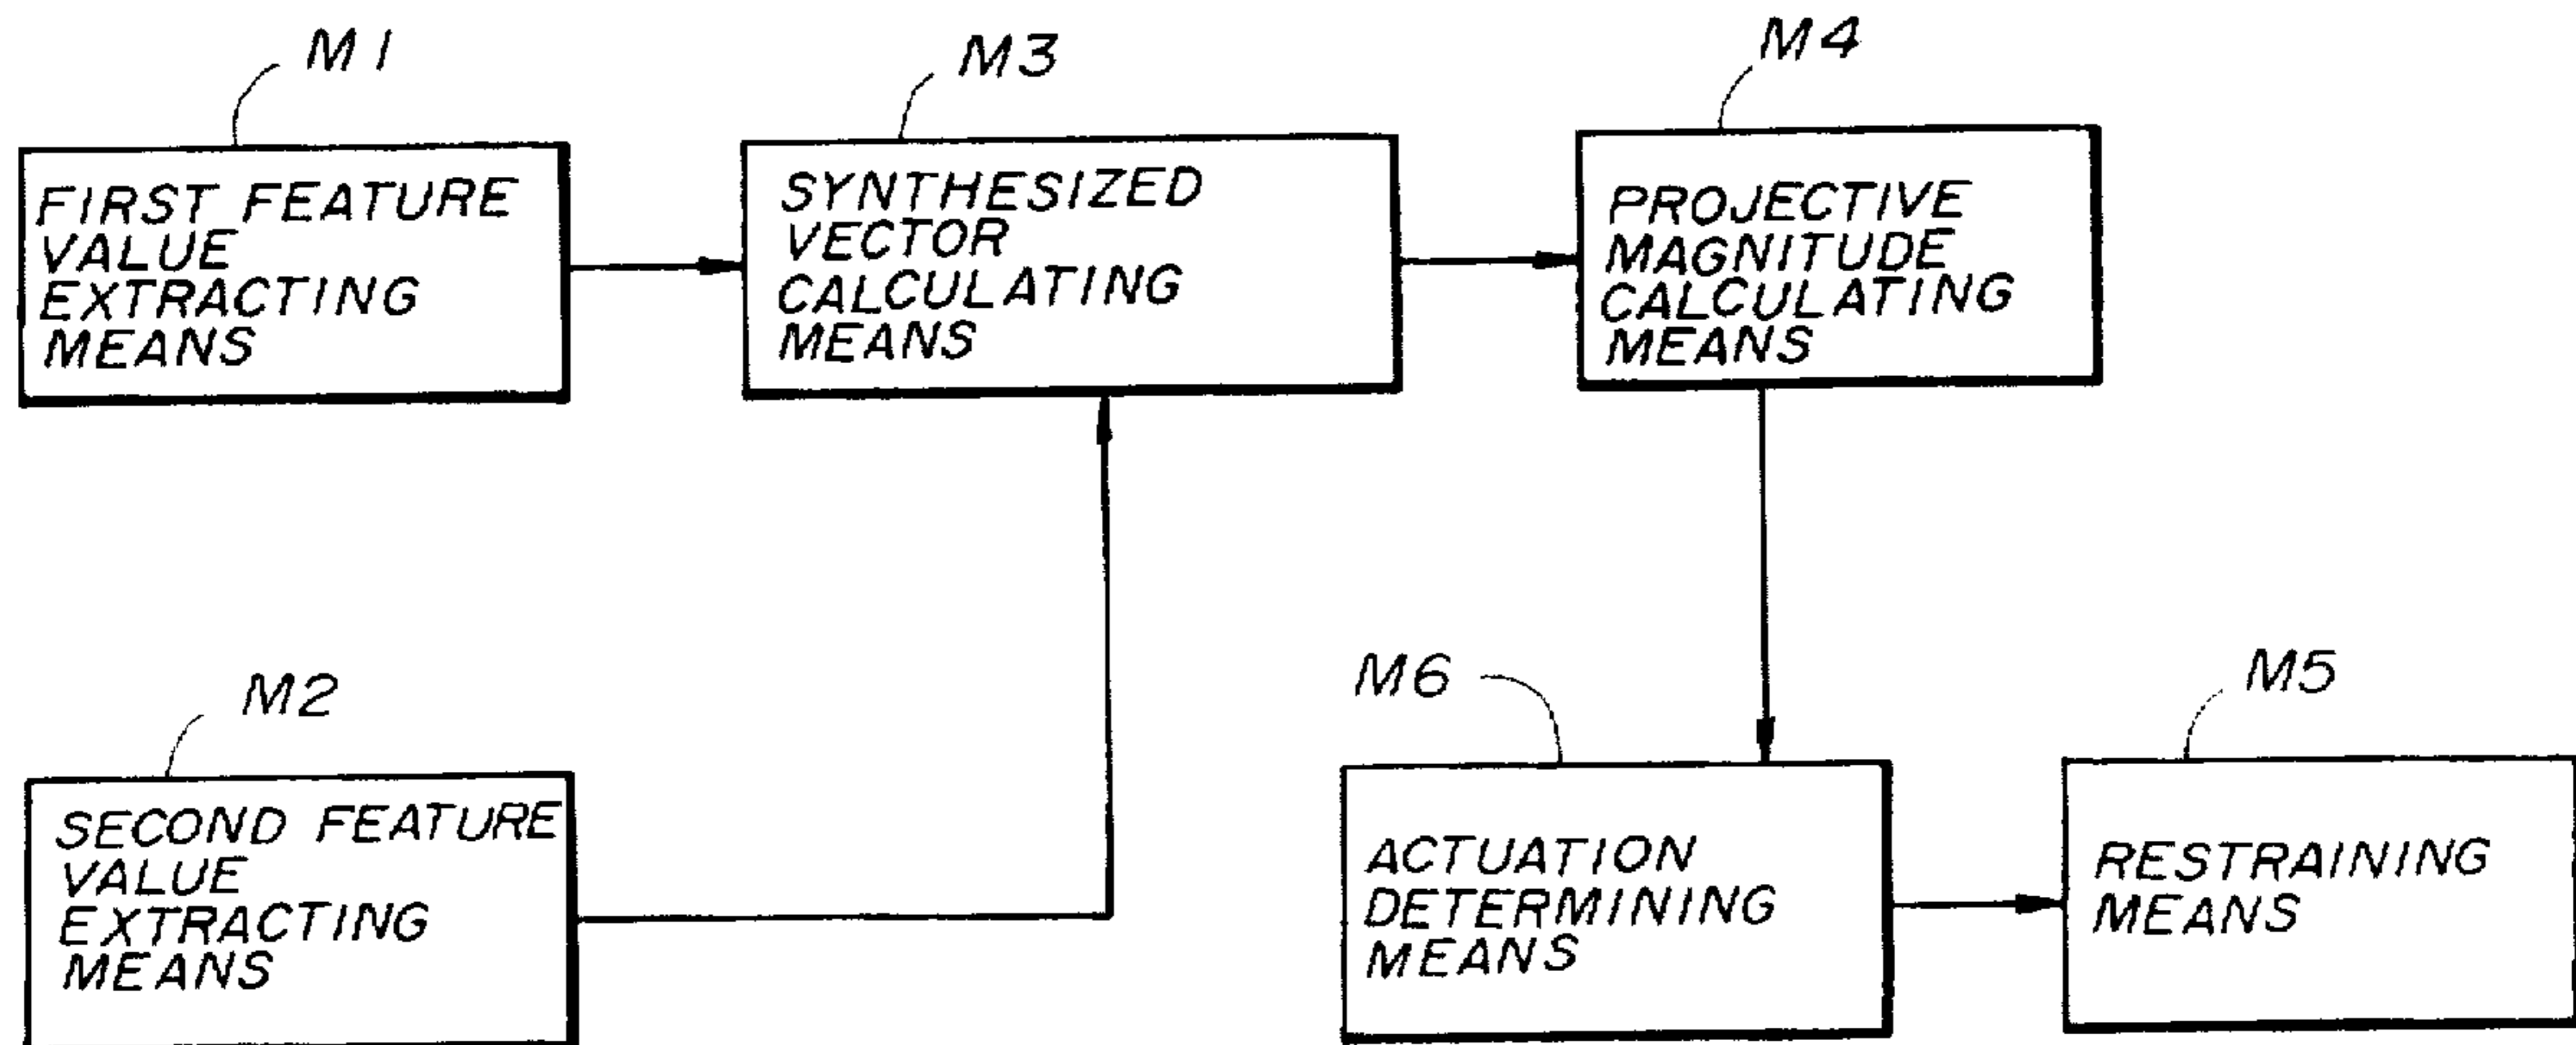 M1
FIRST FEATURE
VALUE
EXTRACTING
MEANS
M3
SYNTHESIZED
VECTOR
CALCULATING
MEANS
M4
PROJECTIVE
MAGNITUDE
CALCULATING
MEANS
M2
SECOND FEATURE
VALUE
EXTRACTING
MEANS
M6
ACTUATION
DETERMINING
MEANS
M5
RESTRAINING
MEANS